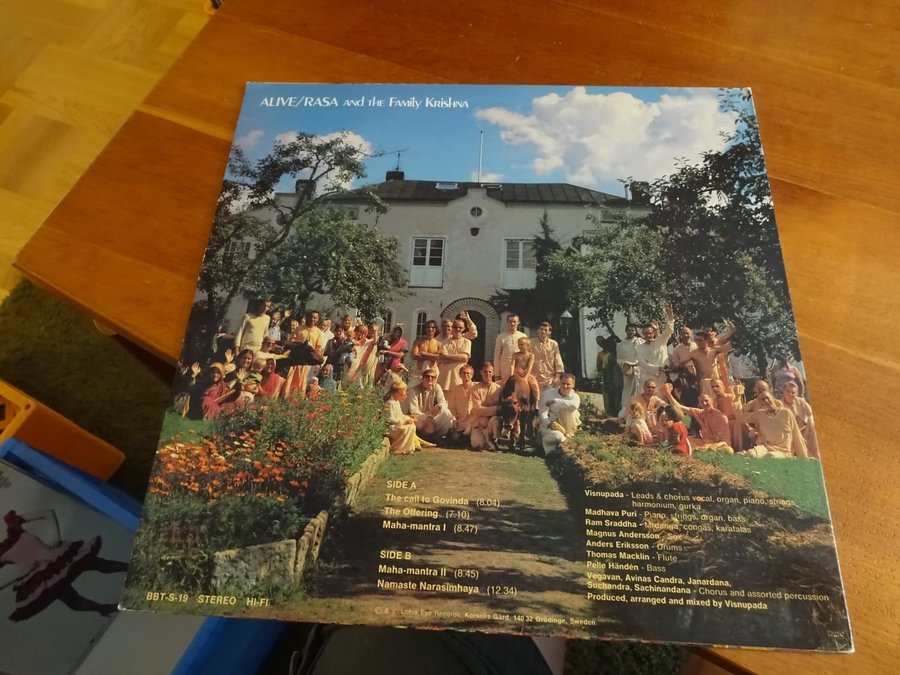 ALIVE/RASA and the Family Krishna
SIDE A
The call to Govinda (8.04)
The Offering (7.10)
Maha-mantra I (8.47)
SIDE B
Maha-mantra II (8.45)
Namaste Narasimhaya (12.34)
Visnupada - Leads & chorus vocal, organ, piano, strings,
harmonium, gurka
Madhava Puri - Piano, strings, organ, bass
Ram Sraddha - Mrdanga, congas, karatalas
Magnus Andersson - Sax
Anders Eriksson - Drums
Thomas Macklin - Flute
Pelle Händén - Bass
Vegavan, Avinas Candra, Janardana,
Suchandra, Sachinandana - Chorus and assorted percussion
Produced, arranged and mixed by Visnupada
BBT-S-19 STEREO HI-FI
Lotus Eye Records, Korsnäs Gård, 140 32 Grödinge, Sweden